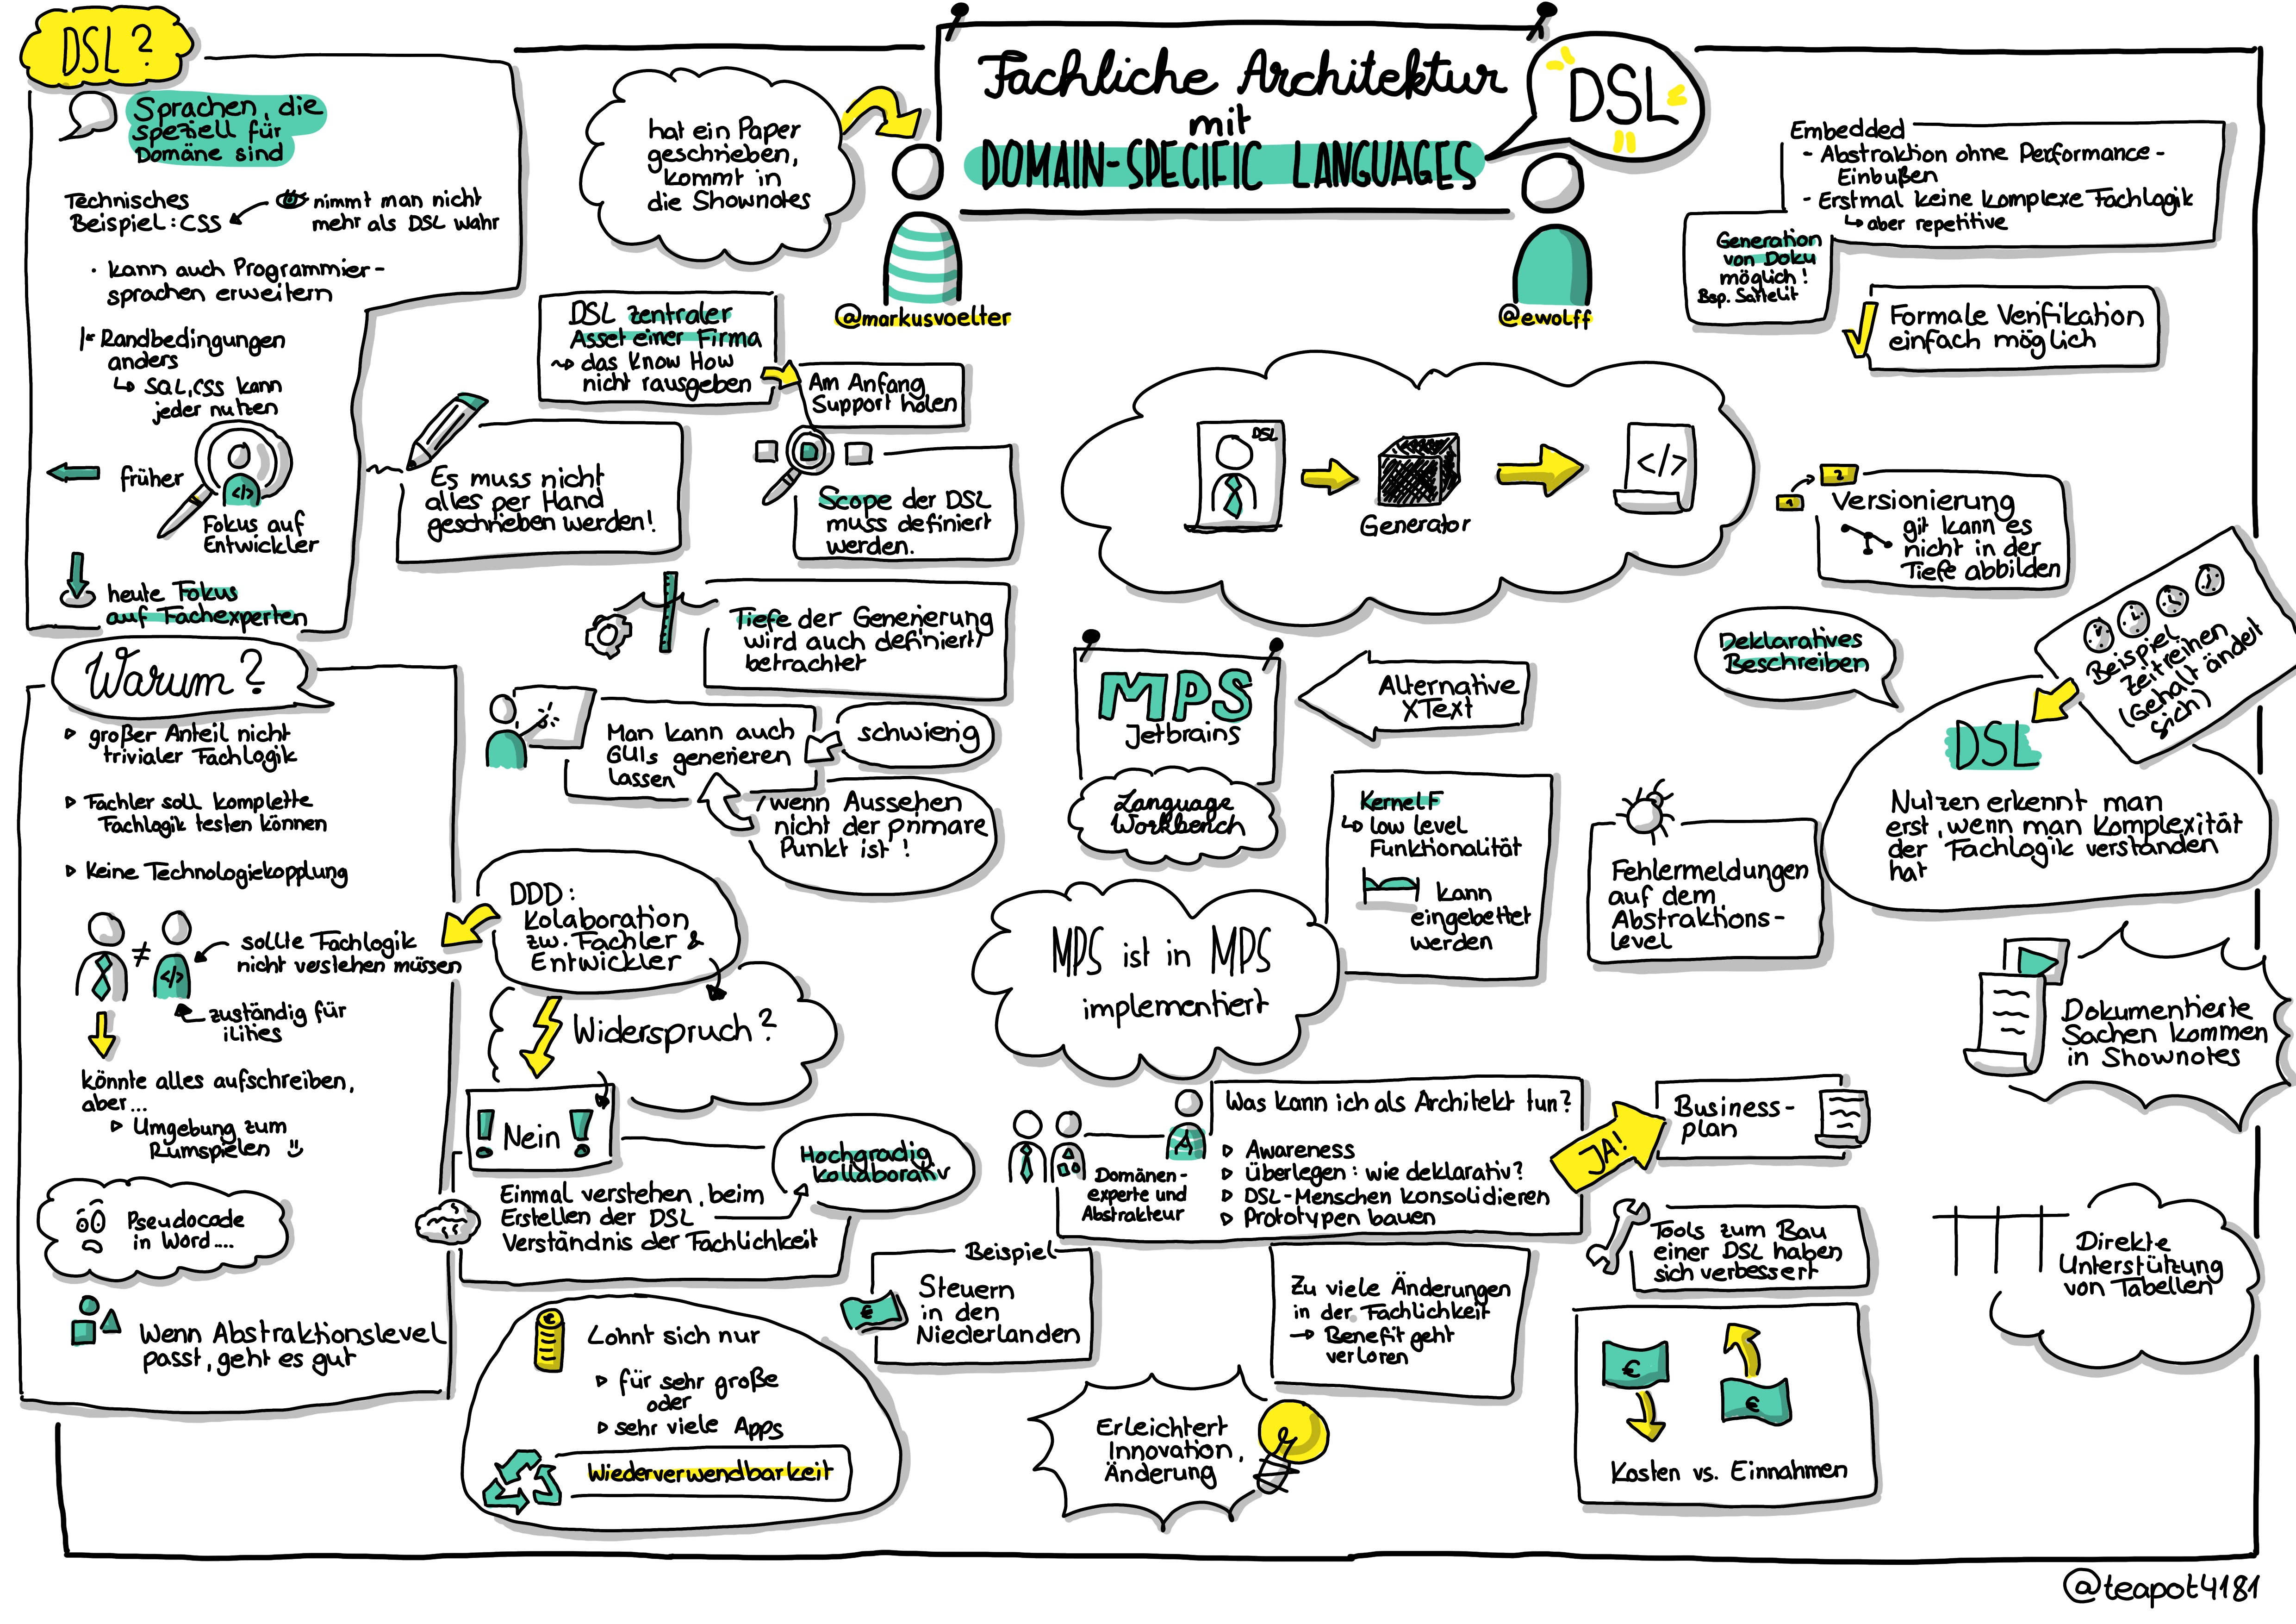 DSL?
Sprachen, die
speziell für
Domäne sind
Technisches
Beispiel: CSS
nimmt man nicht
mehr als DSL wahr
· kann auch Programmier-
sprachen erweitern
Randbedingungen
anders
↳ SQL, CSS kann
jeder nutzen
früher
</>
Fokus auf
Entwickler
heute Fokus
auf Fachexperten
hat ein Paper
geschrieben,
kommt in
die Shownotes
Fachliche Architektur
mit
DOMAIN-SPECIFIC LANGUAGES
DSL
@markusvoelter
@ewolff
Embedded
- Abstraktion ohne Performance-
Einbußen
- Erstmal keine komplexe Fachlogik
↳ aber repetitive
Generation
von Doku
möglich!
Bsp. Sattelit
Formale Verifikation
einfach möglich
DSL zentraler
Asset einer Firma
↝ das Know How
nicht rausgeben
Am Anfang
Support holen
Es muss nicht
alles per Hand
geschrieben werden!
Scope der DSL
muss definiert
werden.
DSL
Generator
</>
1
2
Versionierung
git kann es
nicht in der
Tiefe abbilden
Tiefe der Generierung
wird auch definiert/
betrachtet
Man kann auch
GUIs generieren
lassen
schwierig
wenn Aussehen
nicht der primäre
Punkt ist!
MPS
Jetbrains
Language
Workbench
Alternative
XText
Deklaratives
Beschreiben
Beispiel
Zeitreihen
(Gehalt ändert
sich)
DSL
Nutzen erkennt man
erst, wenn man Komplexität
der Fachlogik verstanden
hat
KernelF
↳ low level
Funktionalität
kann
eingebettet
werden
Fehlermeldungen
auf dem
Abstraktions-
level
MPS ist in MPS
implementiert
Dokumentierte
Sachen kommen
in Shownotes
Warum?
▷ großer Anteil nicht
trivialer Fachlogik
▷ Fachler soll komplette
Fachlogik testen können
▷ Keine Technologiekopplung
≠
</>
sollte Fachlogik
nicht verstehen müssen
zuständig für
ilities
könnte alles aufschreiben,
aber...
▷ Umgebung zum
Rumspielen :)
Pseudocode
in Word....
Wenn Abstraktionslevel
passt, geht es gut
DDD:
Kolaboration
zw. Fachler &
Entwickler
Widerspruch?
! Nein !
Einmal verstehen, beim
Erstellen der DSL
Verständnis der Fachlichkeit
Hochgradig
kollaborativ
Lohnt sich nur
▷ für sehr große
oder
▷ sehr viele Apps
Wiederverwendbarkeit
Beispiel
€
Steuern
in den
Niederlanden
Domänen-
experte und
Abstrakteur
A
Was kann ich als Architekt tun?
▷ Awareness
▷ Überlegen: wie deklarativ?
▷ DSL-Menschen konsolidieren
▷ Prototypen bauen
JA!
Business-
plan
Tools zum Bau
einer DSL haben
sich verbessert
Direkte
Unterstützung
von Tabellen
Zu viele Änderungen
in der Fachlichkeit
→ Benefit geht
verloren
Erleichtert
Innovation,
Änderung
€
€
Kosten vs. Einnahmen
@teapot4181